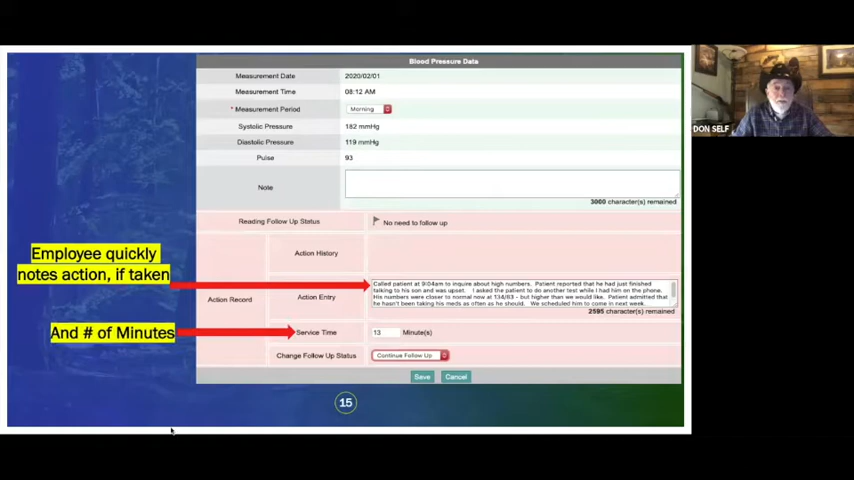 Blood Pressure Data
Measurement Date 2020/02/01
Measurement Time 08:12 AM
* Measurement Period Morning
Systolic Pressure 182 mmHg
Diastolic Pressure 119 mmHg
Pulse 93
Note
3000 character(s) remained
Reading Follow Up Status No need to follow up
Action History
Employee quickly
notes action, if taken
Action Record
Action Entry
Called patient at 9:04am to inquire about high numbers. Patient reported that he had just finished
talking to his son and was upset. I asked the patient to do another test while I had him on the phone.
His numbers were closer to normal now at 134/83 - but higher than we would like. Patient admitted that
he hasn't been taking his meds as often as he should. We scheduled him to come in next week.
2595 character(s) remained
And # of Minutes
Service Time 13 Minute(s)
Change Follow Up Status Continue Follow Up
Save Cancel
15
DON SELF